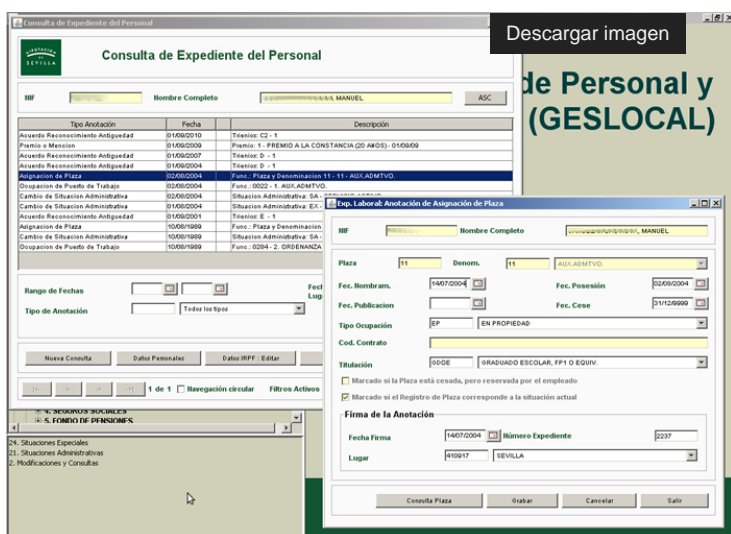 Consulta de Expediente del Personal
Descargar imagen
DIPUTACIÓN
DE
SEVILLA
Consulta de Expediente del Personal
de Personal y
(GESLOCAL)
NIF
Nombre Completo
MANUEL
ASC
Tipo Anotación Fecha Descripción
Acuerdo Reconocimiento Antiguedad 01/09/2010 Trienios: C2 - 1
Premio o Mencion 01/09/2009 Premio: 1 - PREMIO A LA CONSTANCIA (20 AÑOS) - 01/09/09
Acuerdo Reconocimiento Antiguedad 01/09/2007 Trienios: D - 1
Acuerdo Reconocimiento Antiguedad 01/09/2004 Trienios: D - 1
Asignacion de Plaza 02/08/2004 Func.: Plaza y Denominacion 11 - 11 - AUX.ADMTVO.
Ocupacion de Puesto de Trabajo 02/08/2004 Func.: 0022 - 1. AUX.ADMTVO.
Cambio de Situacion Administrativa 02/08/2004 Situacion Administrativa: SA -
Cambio de Situacion Administrativa 01/08/2004 Situacion Administrativa: EX -
Acuerdo Reconocimiento Antiguedad 01/09/2001 Trienios: E - 1
Asignacion de Plaza 10/08/1989 Func.: Plaza y Denominacion
Cambio de Situacion Administrativa 10/08/1989 Situacion Administrativa: SA -
Ocupacion de Puesto de Trabajo 10/08/1989 Func.: 0284 - 2. ORDENANZA
Rango de Fechas
Fech
Luga
Tipo de Anotación
Todos los tipos
Nueva Consulta
Datos Personales
Datos IRPF : Editar
1 de 1
Navegación circular
Filtros Activos
4. SEGUROS SOCIALES
5. FONDO DE PENSIONES
24. Situaciones Especiales
21. Situaciones Administrativas
2. Modificaciones y Consultas
Exp. Laboral: Anotación de Asignación de Plaza
NIF
Nombre Completo
, MANUEL
Plaza 11 Denom. 11 AUX.ADMTVO.
Fec. Nombram. 14/07/2004 Fec. Posesión 02/08/2004
Fec. Publicacion Fec. Cese 31/12/9999
Tipo Ocupación EP EN PROPIEDAD
Cod. Contrato
Titulación GDOE GRADUADO ESCOLAR, FP1 O EQUIV.
Marcado si la Plaza está cesada, pero reservada por el empleado
Marcado si el Registro de Plaza corresponde a la situación actual
Firma de la Anotación
Fecha Firma 14/07/2004 Número Expediente 2237
Lugar 410917 SEVILLA
Consulta Plaza
Grabar
Cancelar
Salir